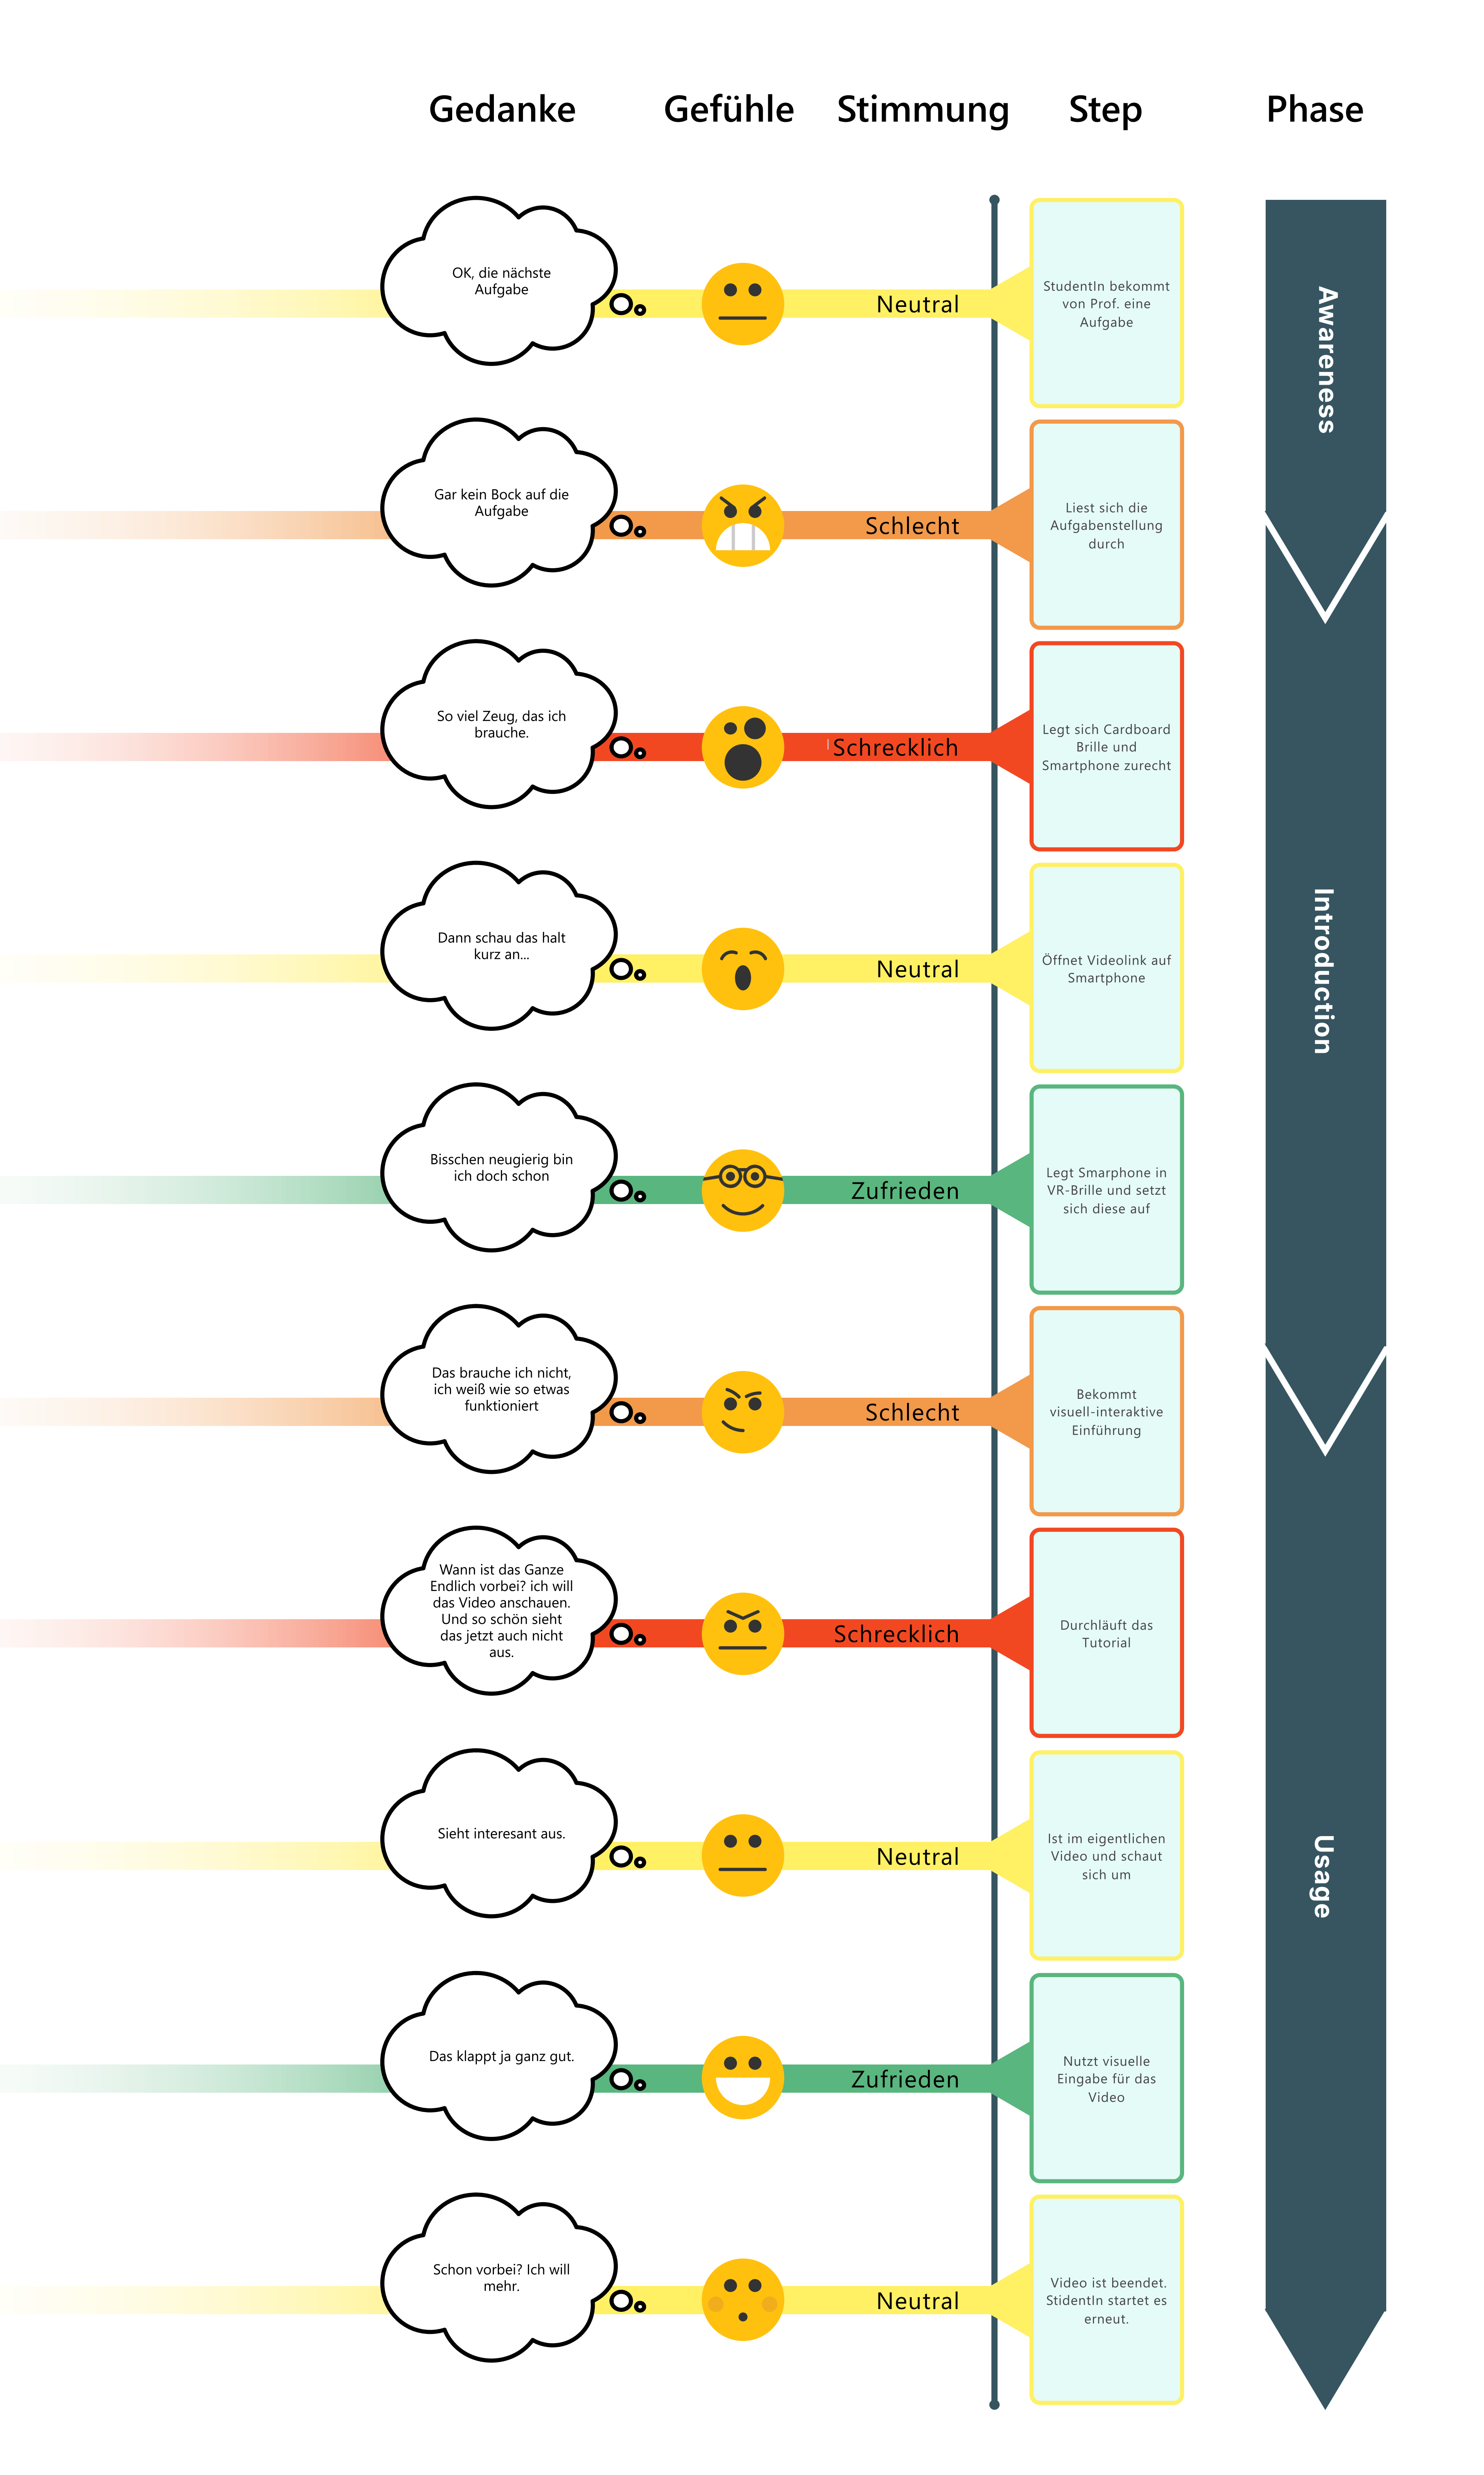 Gedanke Gefühle Stimmung Step Phase
OK, die nächste
Aufgabe
Neutral
StudentIn bekommt
von Prof. eine
Aufgabe
Awareness
Gar kein Bock auf die
Aufgabe
Schlecht
Liest sich die
Aufgabenstellung
durch
So viel Zeug, das ich
brauche.
Schrecklich
Legt sich Cardboard
Brille und
Smartphone zurecht
Dann schau das halt
kurz an...
Neutral
Öffnet Videolink auf
Smartphone
Introduction
Bisschen neugierig bin
ich doch schon
Zufrieden
Legt Smarphone in
VR-Brille und setzt
sich diese auf
Das brauche ich nicht,
ich weiß wie so etwas
funktioniert
Schlecht
Bekommt
visuell-interaktive
Einführung
Wann ist das Ganze
Endlich vorbei? ich will
das Video anschauen.
Und so schön sieht
das jetzt auch nicht
aus.
Schrecklich
Durchläuft das
Tutorial
Sieht interesant aus.
Neutral
Ist im eigentlichen
Video und schaut
sich um
Usage
Das klappt ja ganz gut.
Zufrieden
Nutzt visuelle
Eingabe für das
Video
Schon vorbei? Ich will
mehr.
Neutral
Video ist beendet.
StidentIn startet es
erneut.